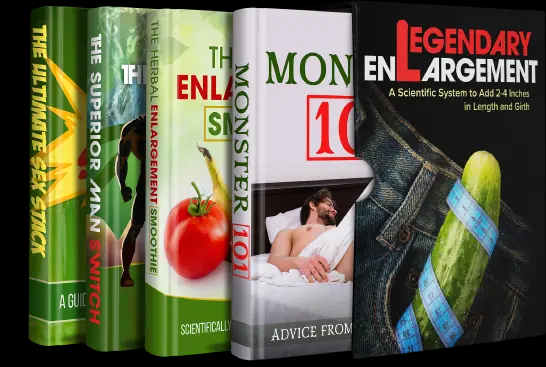 THE ULTIMATE SEX STACK
A GUIDE
THE SUPERIOR MAN SWITCH
THE HERBAL ENLARGEMENT SMOOTHIE
SCIENTIFICALLY
MONSTER 101
ADVICE FROM
LEGENDARY
ENLARGEMENT
A Scientific System to Add 2-4 Inches
in Length and Girth